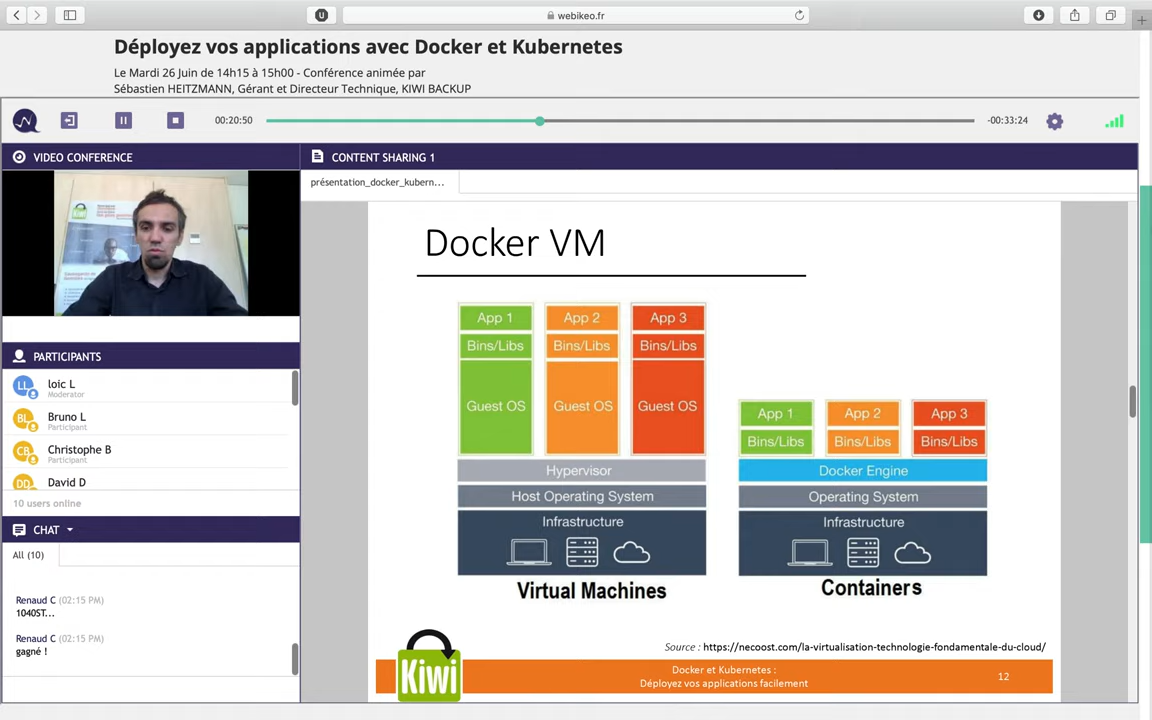 webikeo.fr
Déployez vos applications avec Docker et Kubernetes
Le Mardi 26 Juin de 14h15 à 15h00 - Conférence animée par
Sébastien HEITZMANN, Gérant et Directeur Technique, KIWI BACKUP
00:20:50
-00:33:24
VIDEO CONFERENCE
PARTICIPANTS
LL loic L
Moderator
BL Bruno L
Participant
CB Christophe B
Participant
DD David D
10 users online
CHAT
All (10)
Renaud C (02:15 PM)
1040ST...
Renaud C (02:15 PM)
gagné !
CONTENT SHARING 1
présentation_docker_kubern...
Docker VM
App 1 App 2 App 3
Bins/Libs Bins/Libs Bins/Libs
Guest OS Guest OS Guest OS
Hypervisor
Host Operating System
Infrastructure
Virtual Machines
App 1 App 2 App 3
Bins/Libs Bins/Libs Bins/Libs
Docker Engine
Operating System
Infrastructure
Containers
Source : https://necoost.com/la-virtualisation-technologie-fondamentale-du-cloud/
Kiwi
Docker et Kubernetes :
Déployez vos applications facilement
12